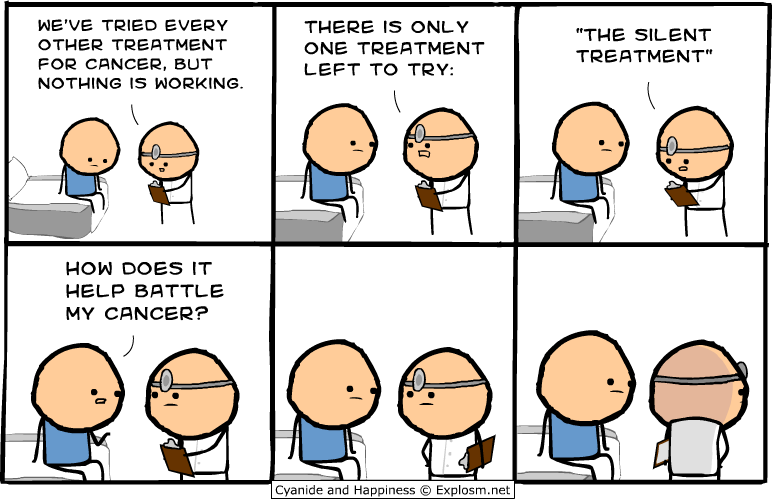 WE'VE TRIED EVERY
OTHER TREATMENT
FOR CANCER, BUT
NOTHING IS WORKING.
THERE IS ONLY
ONE TREATMENT
LEFT TO TRY:
"THE SILENT
TREATMENT"
HOW DOES IT
HELP BATTLE
MY CANCER?
Cyanide and Happiness © Explosm.net